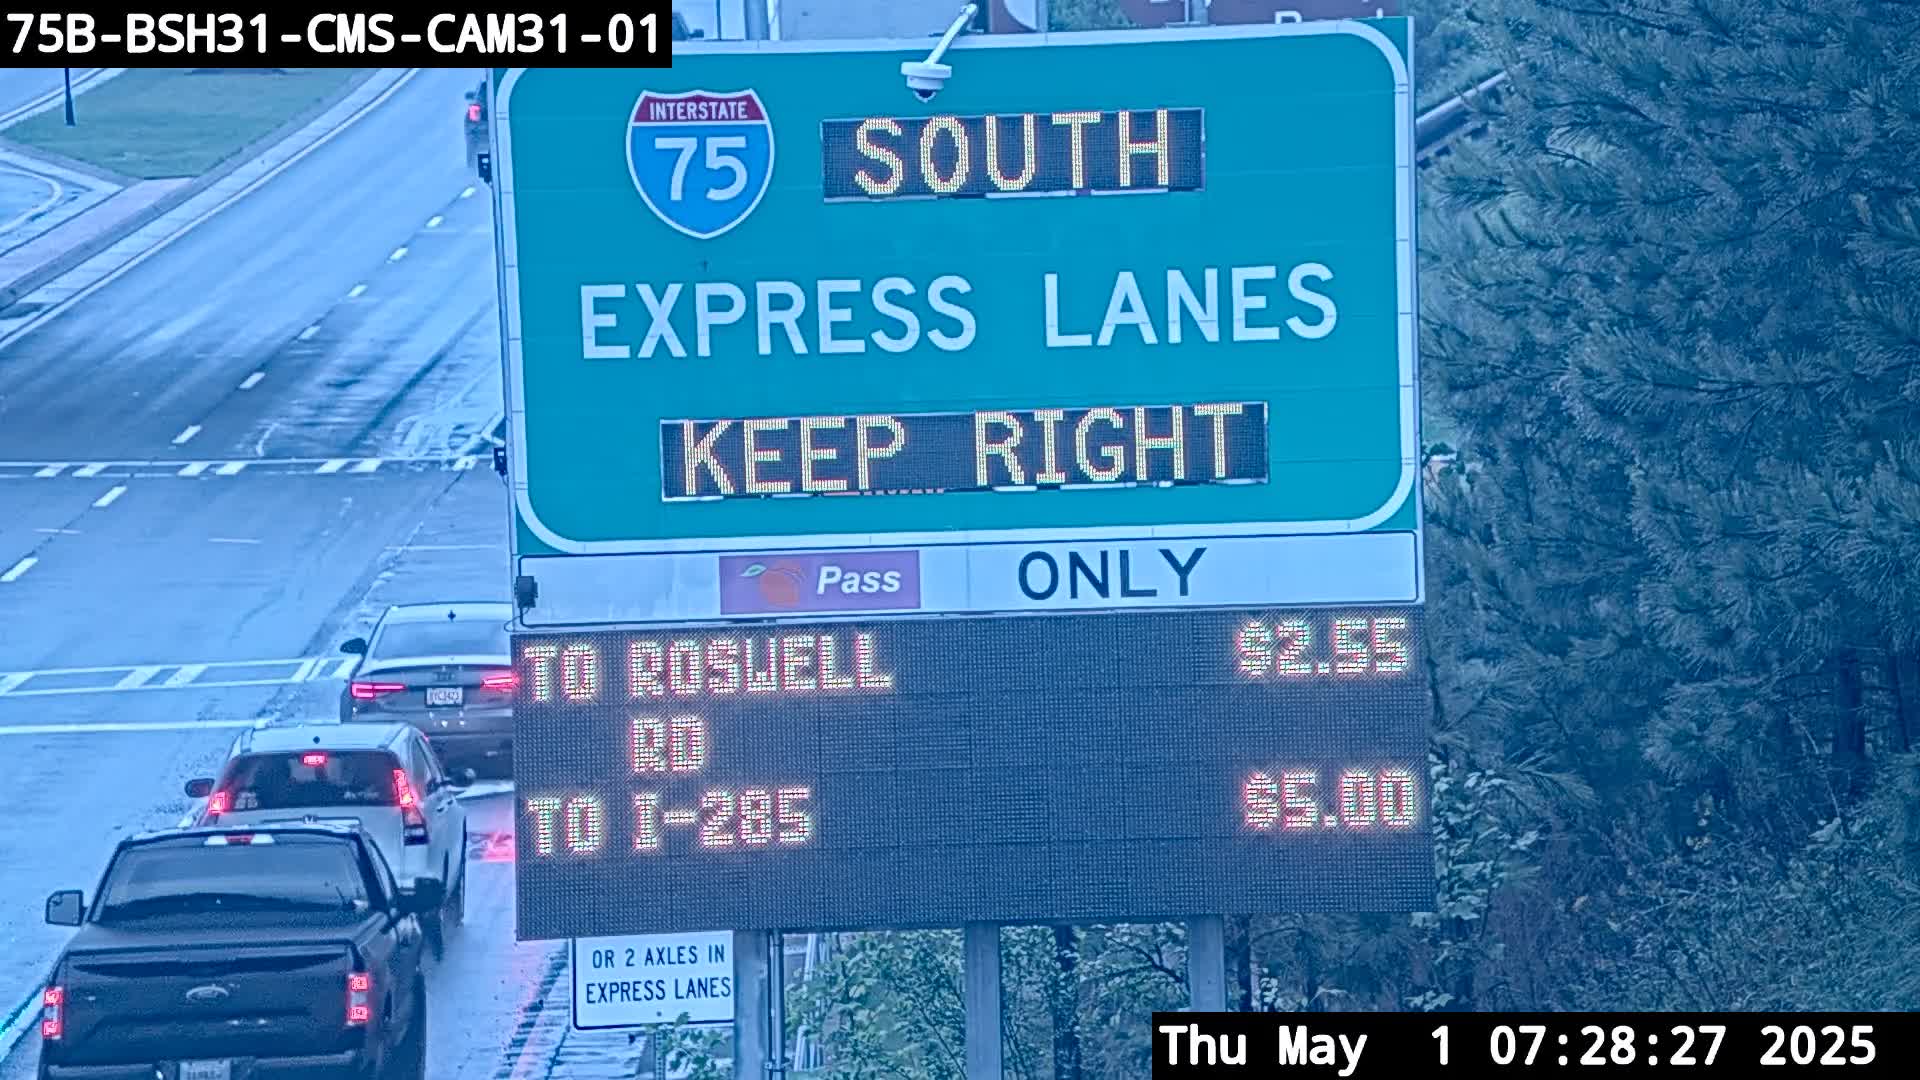 75B-BSH31-CMS-CAM31-01
INTERSTATE
75
SOUTH
EXPRESS LANES
KEEP RIGHT
Pass ONLY
TO ROSWELL $2.55
RD
TO I-285 $5.00
OR 2 AXLES IN
EXPRESS LANES
Thu May 1 07:28:27 2025